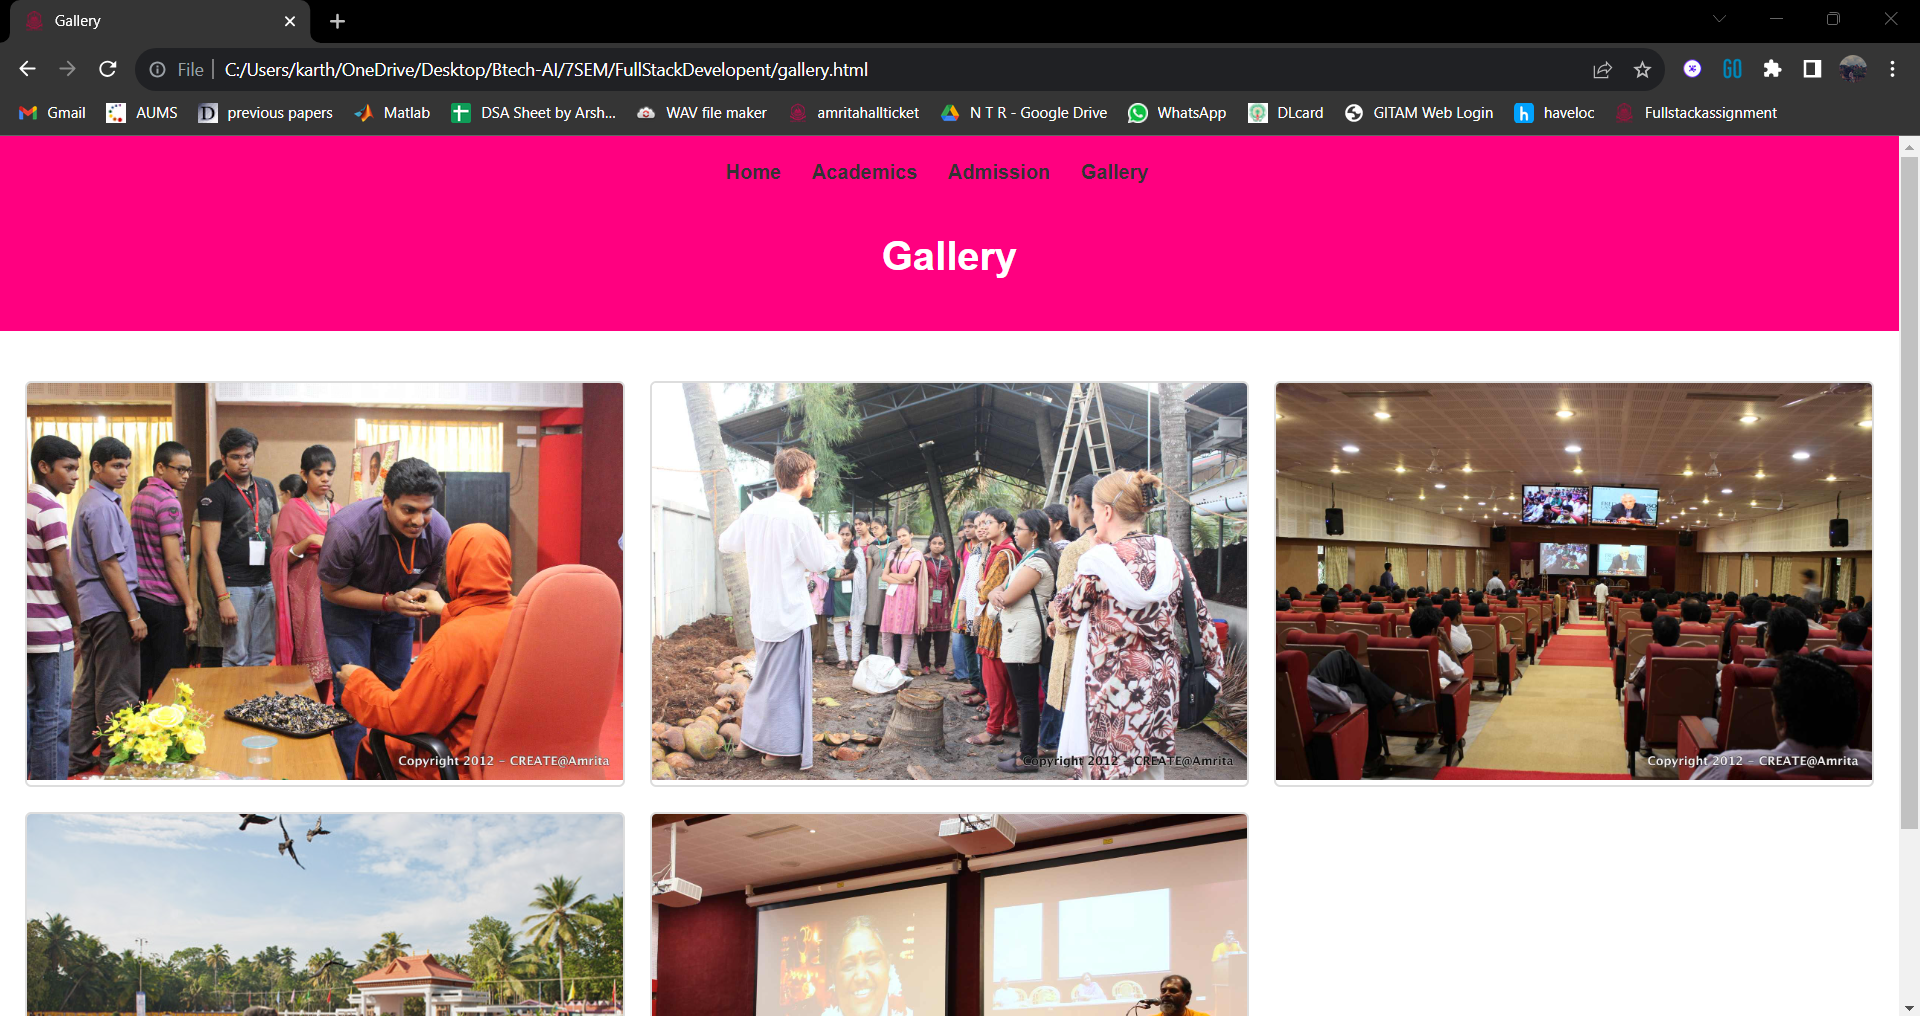 Gallery
File C:/Users/karth/OneDrive/Desktop/Btech-AI/7SEM/FullStackDevelopent/gallery.html
GO
Gmail AUMS previous papers Matlab DSA Sheet by Arsh... WAV file maker amritahallticket N T R - Google Drive WhatsApp DLcard GITAM Web Login haveloc Fullstackassignment
Home Academics Admission Gallery
Gallery
Copyright 2012 - CREATE@Amrita
Copyright 2012 - CREATE@Amrita
Copyright 2012 - CREATE@Amrita